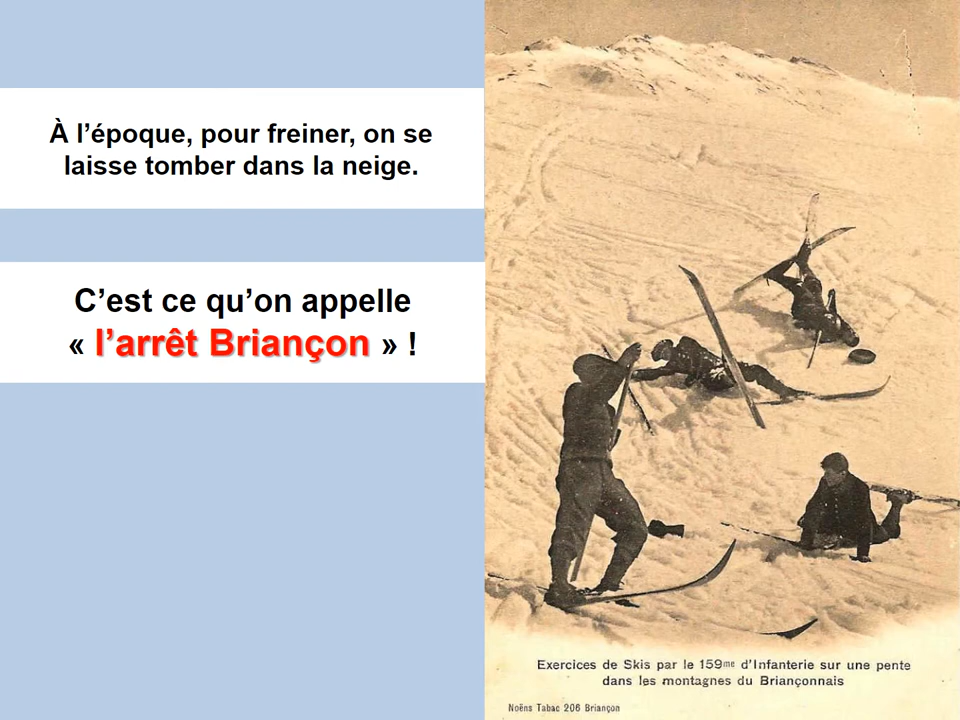 À l’époque, pour freiner, on se
laisse tomber dans la neige.
C’est ce qu’on appelle
« l’arrêt Briançon » !
Exercices de Skis par le 159me d’Infanterie sur une pente
dans les montagnes du Briançonnais
Noëns Tabac 206 Briançon